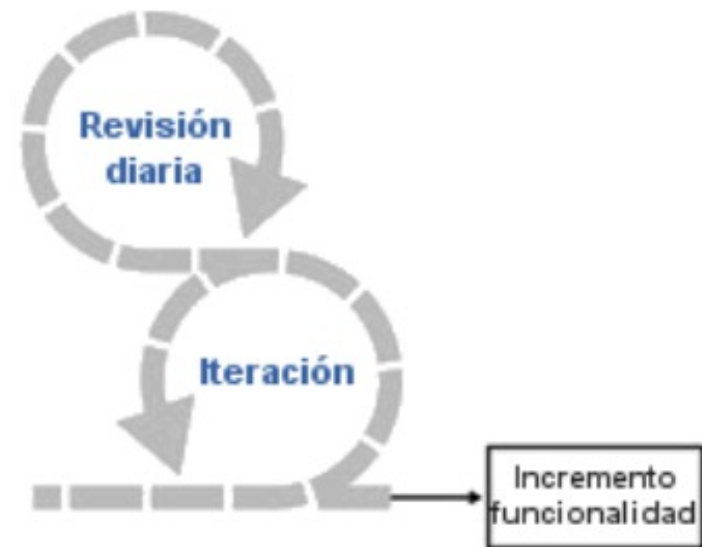 Revisión
diaria
Iteración
Incremento
funcionalidad